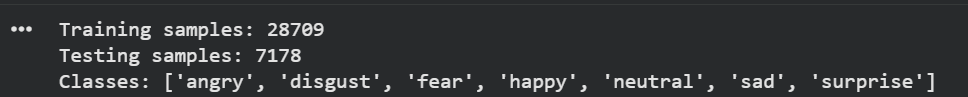 Training samples: 28709
Testing samples: 7178
Classes: ['angry', 'disgust', 'fear', 'happy', 'neutral', 'sad', 'surprise']